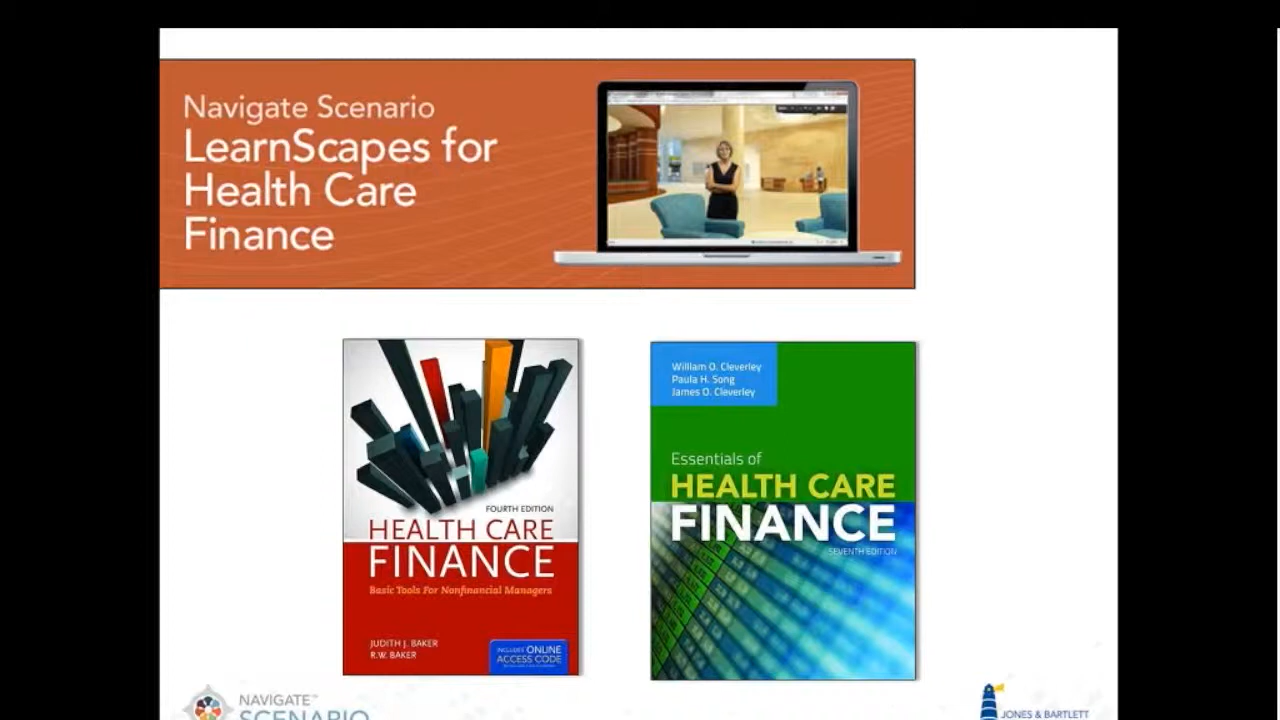 Navigate Scenario
LearnScapes for
Health Care
Finance
FOURTH EDITION
HEALTH CARE
FINANCE
Basic Tools For Nonfinancial Managers
JUDITH J. BAKER
R.W. BAKER
INCLUDES ONLINE
ACCESS CODE
William O. Cleverley
Paula H. Song
James O. Cleverley
Essentials of
HEALTH CARE
FINANCE
SEVENTH EDITION
NAVIGATE™
SCENARIO
JONES & BARTLETT